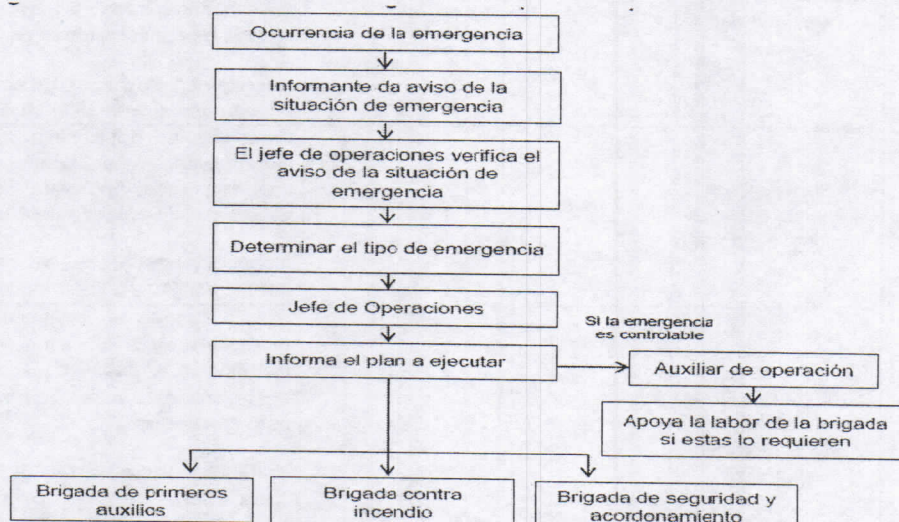 Ocurrencia de la emergencia
Informante da aviso de la
situación de emergencia
El jefe de operaciones verifica el
aviso de la situación de
emergencia
Determinar el tipo de emergencia
Jefe de Operaciones
Si la emergencia
es controlable
Informa el plan a ejecutar
Auxiliar de operación
Apoya la labor de la brigada
si estas lo requieren
Brigada de primeros
auxilios
Brigada contra
incendio
Brigada de seguridad y
acordonamiento